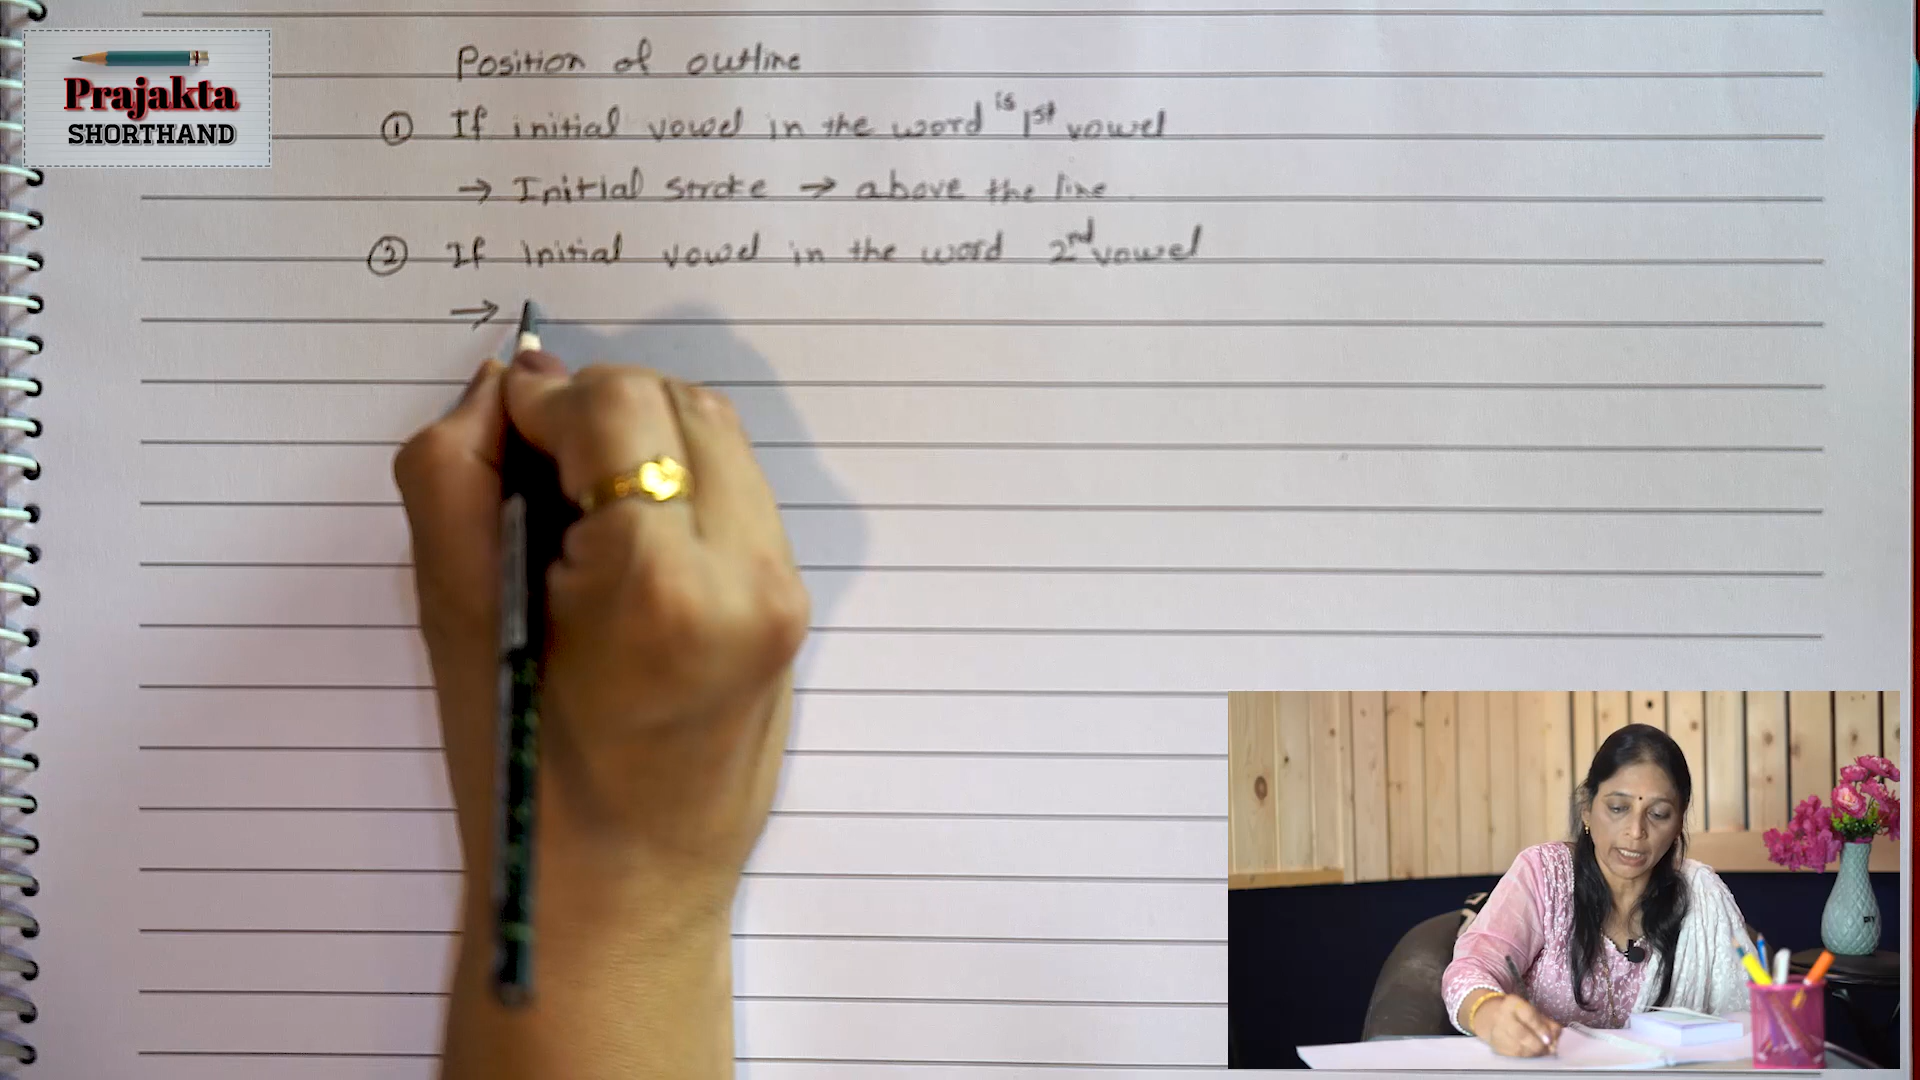 Prajakta
SHORTHAND
Position of outline
① If initial vowel in the word is 1st vowel
→ Initial stroke → above the line
② If initial vowel in the word 2nd vowel
→